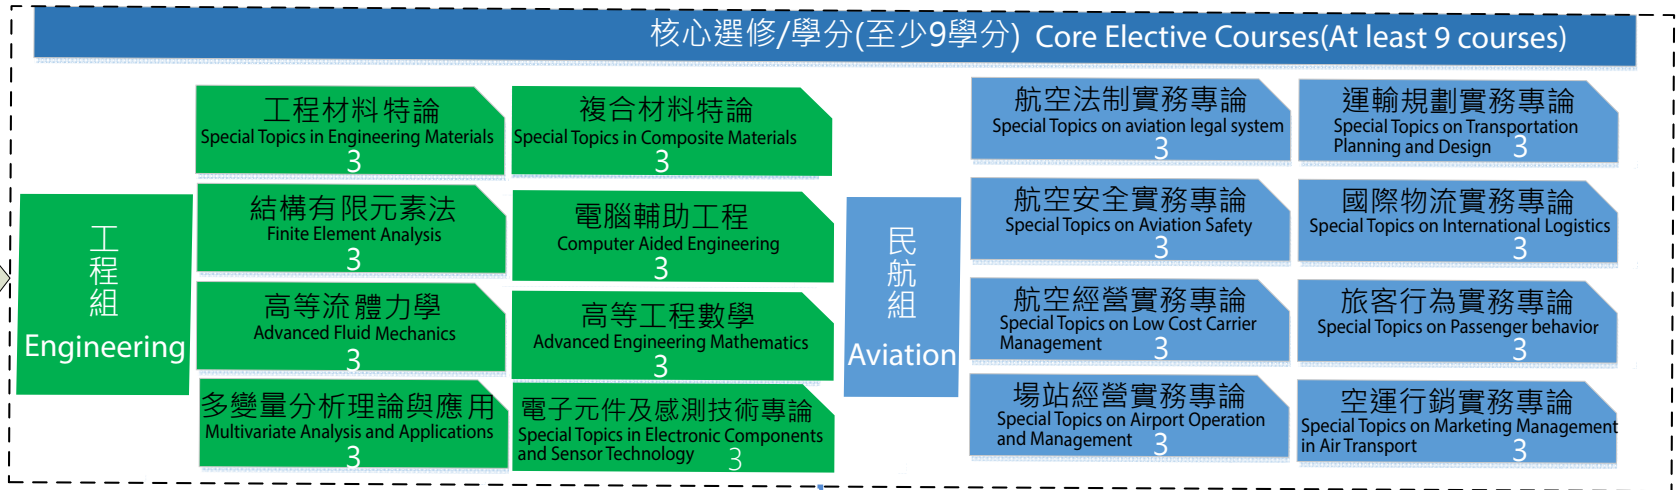 核心選修/學分(至少9學分) Core Elective Courses(At least 9 courses)
工程組
Engineering
工程材料特論
Special Topics in Engineering Materials
3
複合材料特論
Special Topics in Composite Materials
3
結構有限元素法
Finite Element Analysis
3
電腦輔助工程
Computer Aided Engineering
3
高等流體力學
Advanced Fluid Mechanics
3
高等工程數學
Advanced Engineering Mathematics
3
多變量分析理論與應用
Multivariate Analysis and Applications
3
電子元件及感測技術專論
Special Topics in Electronic Components
and Sensor Technology 3
民航組
Aviation
航空法制實務專論
Special Topics on aviation legal system
3
運輸規劃實務專論
Special Topics on Transportation
Planning and Design 3
航空安全實務專論
Special Topics on Aviation Safety
3
國際物流實務專論
Special Topics on International Logistics
3
航空經營實務專論
Special Topics on Low Cost Carrier
Management 3
旅客行為實務專論
Special Topics on Passenger behavior
3
場站經營實務專論
Special Topics on Airport Operation
and Management 3
空運行銷實務專論
Special Topics on Marketing Management
in Air Transport 3